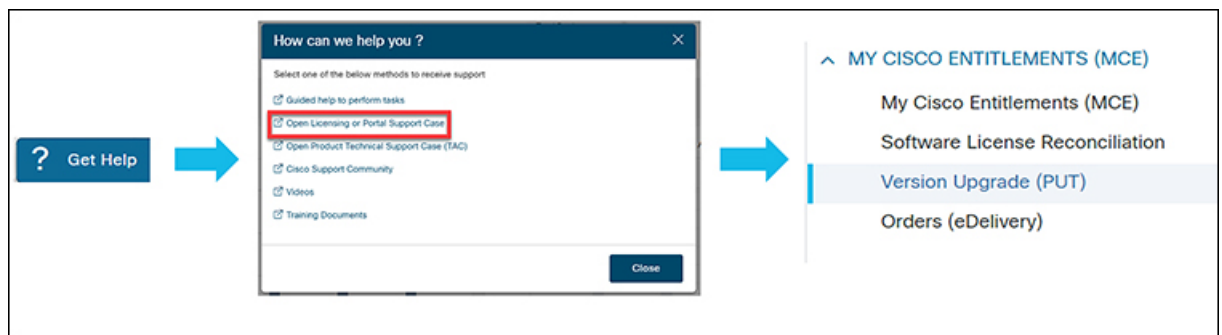 ? Get Help
How can we help you ?
Select one of the below methods to receive support
Guided help to perform tasks
Open Licensing or Portal Support Case
Open Product Technical Support Case (TAC)
Cisco Support Community
Videos
Training Documents
Close
MY CISCO ENTITLEMENTS (MCE)
My Cisco Entitlements (MCE)
Software License Reconciliation
Version Upgrade (PUT)
Orders (eDelivery)